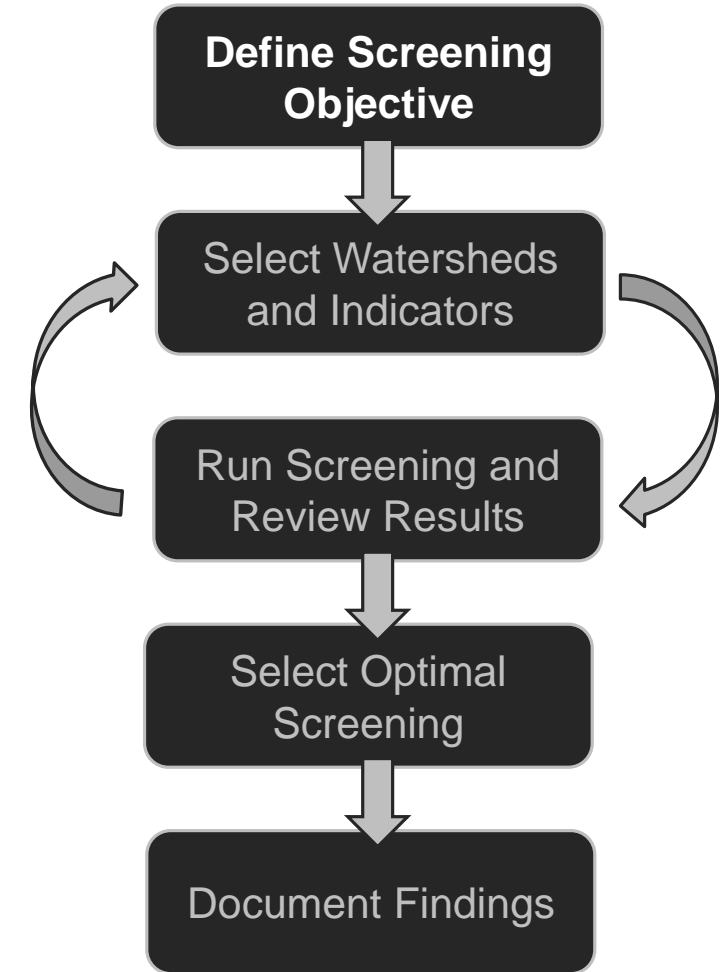 Define Screening
Objective
Select Watersheds
and Indicators
Run Screening and
Review Results
Select Optimal
Screening
Document Findings